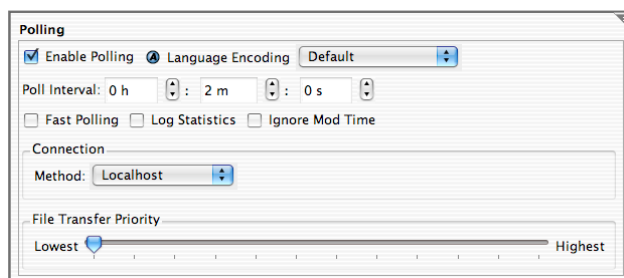 Polling
Enable Polling A Language Encoding Default
Poll Interval: 0 h : 2 m : 0 s
Fast Polling Log Statistics Ignore Mod Time
Connection
Method: Localhost
File Transfer Priority
Lowest Highest